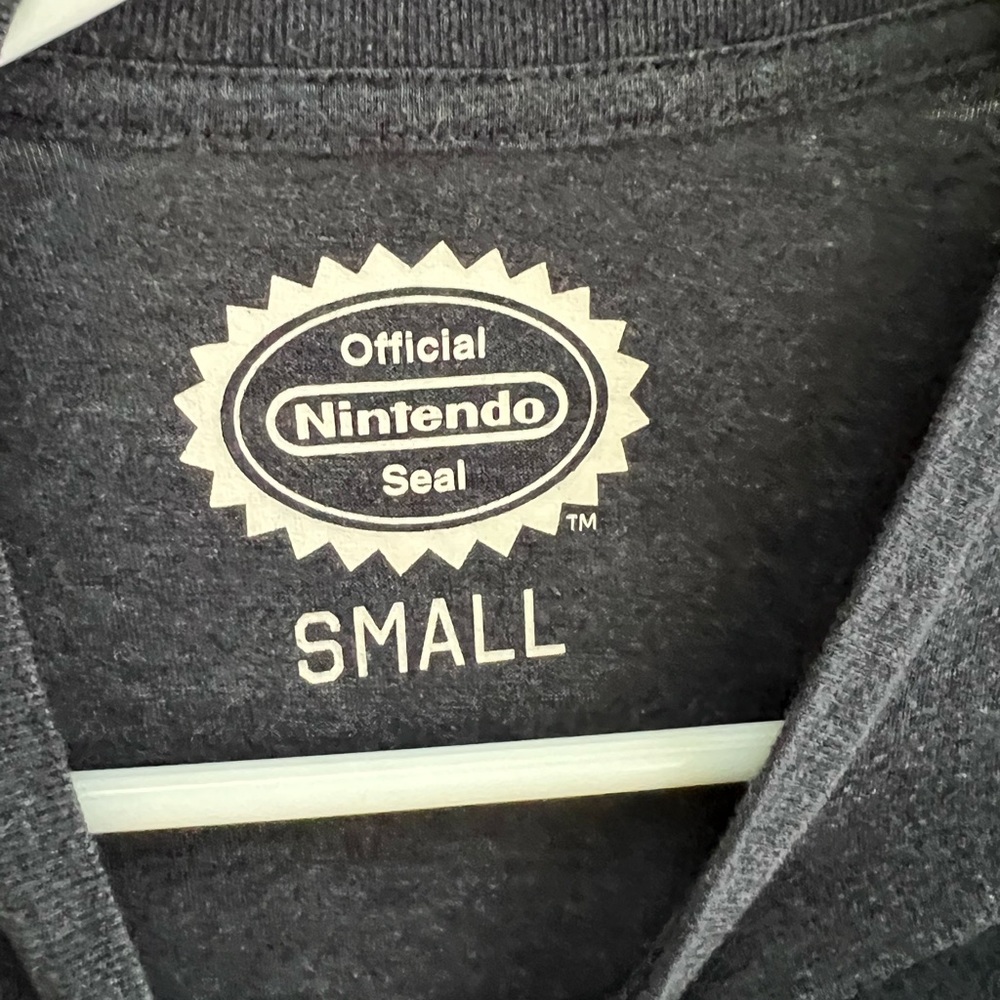 Official
Nintendo
Seal
TM
SMALL